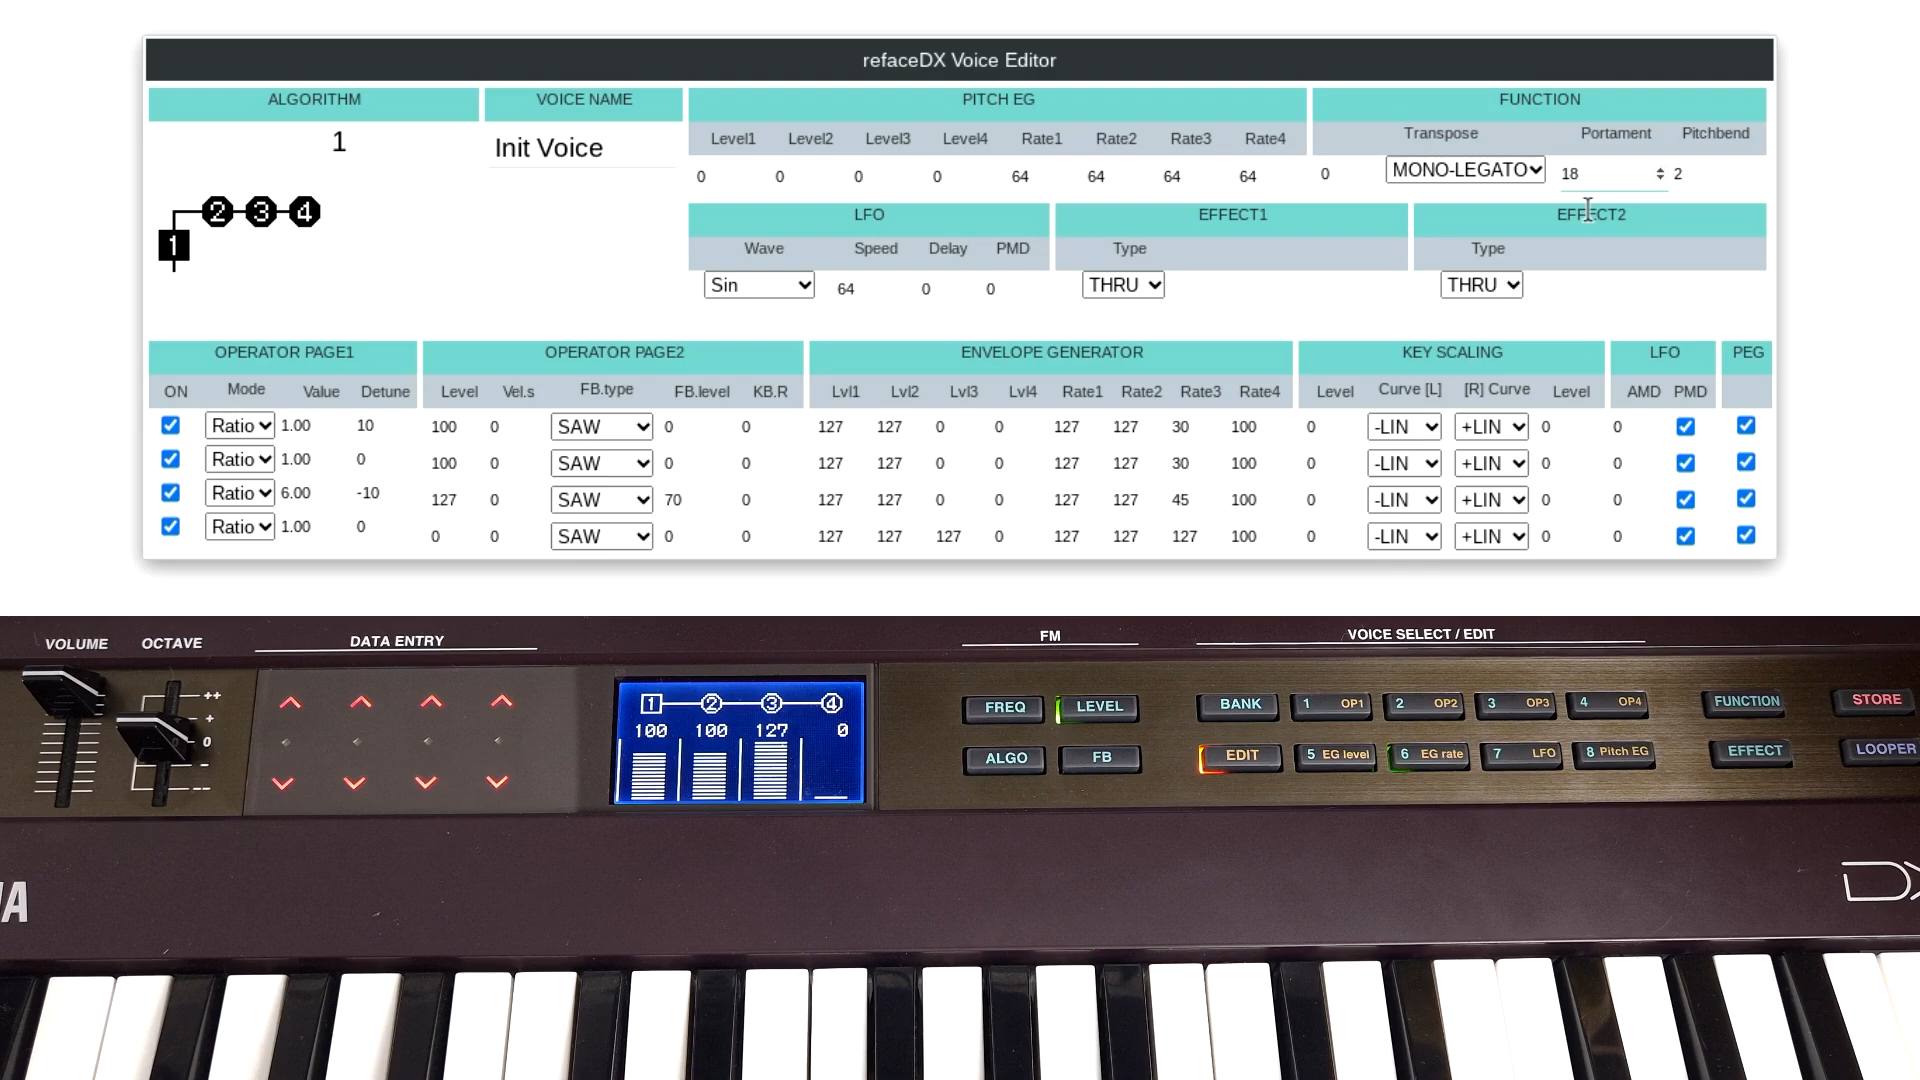 refaceDX Voice Editor
ALGORITHM VOICE NAME PITCH EG FUNCTION
1 Init Voice
Level1 Level2 Level3 Level4 Rate1 Rate2 Rate3 Rate4 Transpose Portament Pitchbend
0 0 0 0 64 64 64 64 0 MONO-LEGATO 18 2
2 3 4
1
LFO EFFECT1 EFFECT2
Wave Speed Delay PMD Type Type
Sin 64 0 0 THRU THRU
OPERATOR PAGE1 OPERATOR PAGE2 ENVELOPE GENERATOR KEY SCALING LFO PEG
ON Mode Value Detune Level Vel.s FB.type FB.level KB.R Lvl1 Lvl2 Lvl3 Lvl4 Rate1 Rate2 Rate3 Rate4 Level Curve [L] [R] Curve Level AMD PMD
Ratio 1.00 10 100 0 SAW 0 0 127 127 0 0 127 127 30 100 0 -LIN +LIN 0 0
Ratio 1.00 0 100 0 SAW 0 0 127 127 0 0 127 127 30 100 0 -LIN +LIN 0 0
Ratio 6.00 -10 127 0 SAW 70 0 127 127 0 0 127 127 45 100 0 -LIN +LIN 0 0
Ratio 1.00 0 0 0 SAW 0 0 127 127 127 0 127 127 127 100 0 -LIN +LIN 0 0
VOLUME OCTAVE DATA ENTRY FM VOICE SELECT / EDIT
++
+
0
-
--
1 2 3 4
100 100 127 0
FREQ LEVEL BANK 1 OP1 2 OP2 3 OP3 4 OP4 FUNCTION STORE
ALGO FB EDIT 5 EG level 6 EG rate 7 LFO 8 Pitch EG EFFECT LOOPER